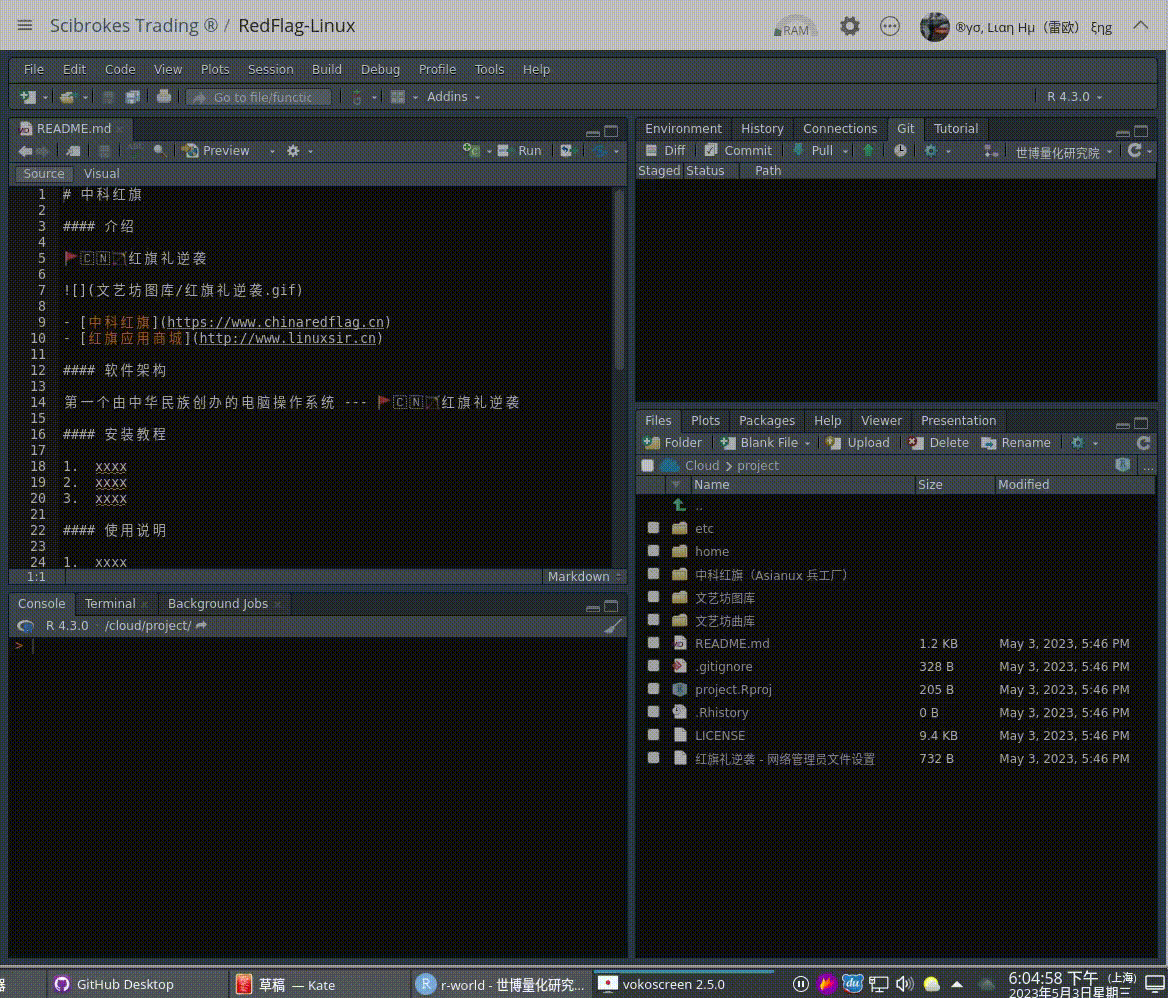 Scibrokes Trading ® / RedFlag-Linux
RAM
(雷欧)
File Edit Code View Plots Session Build Debug Profile Tools Help
Go to file/functic
Addins
R 4.3.0
README.md
Preview
Run
Source Visual
1 # 中科红旗
2
3 #### 介绍
4
5 🚩🇨🇳红旗礼逆袭
6
7 ![](文艺坊图库/红旗礼逆袭.gif)
8
9 - [中科红旗](https://www.chinaredflag.cn)
10 - [红旗应用商城](http://www.linuxsir.cn)
11
12 #### 软件架构
13
14 第一个由中华民族创办的电脑操作系统 --- 🚩🇨🇳红旗礼逆袭
15
16 #### 安装教程
17
18 1. xxxx
19 2. xxxx
20 3. xxxx
21
22 #### 使用说明
23
24 1. xxxx
1:1 Markdown
Console Terminal Background Jobs
R 4.3.0 · /cloud/project/
>
Environment History Connections Git Tutorial
Diff Commit Pull 世博量化研究院
Staged Status Path
Files Plots Packages Help Viewer Presentation
Folder Blank File Upload Delete Rename
Cloud project ...
Name Size Modified
..
etc
home
中科红旗（Asianux 兵工厂）
文艺坊图库
文艺坊曲库
README.md 1.2 KB May 3, 2023, 5:46 PM
.gitignore 328 B May 3, 2023, 5:46 PM
project.Rproj 205 B May 3, 2023, 5:46 PM
.Rhistory 0 B May 3, 2023, 5:46 PM
LICENSE 9.4 KB May 3, 2023, 5:46 PM
红旗礼逆袭 - 网络管理员文件设置 732 B May 3, 2023, 5:46 PM
器 GitHub Desktop 草稿 — Kate r-world - 世博量化研究... vokoscreen 2.5.0 du 6:04:58 下午 (上海)
2023年5月3日星期三